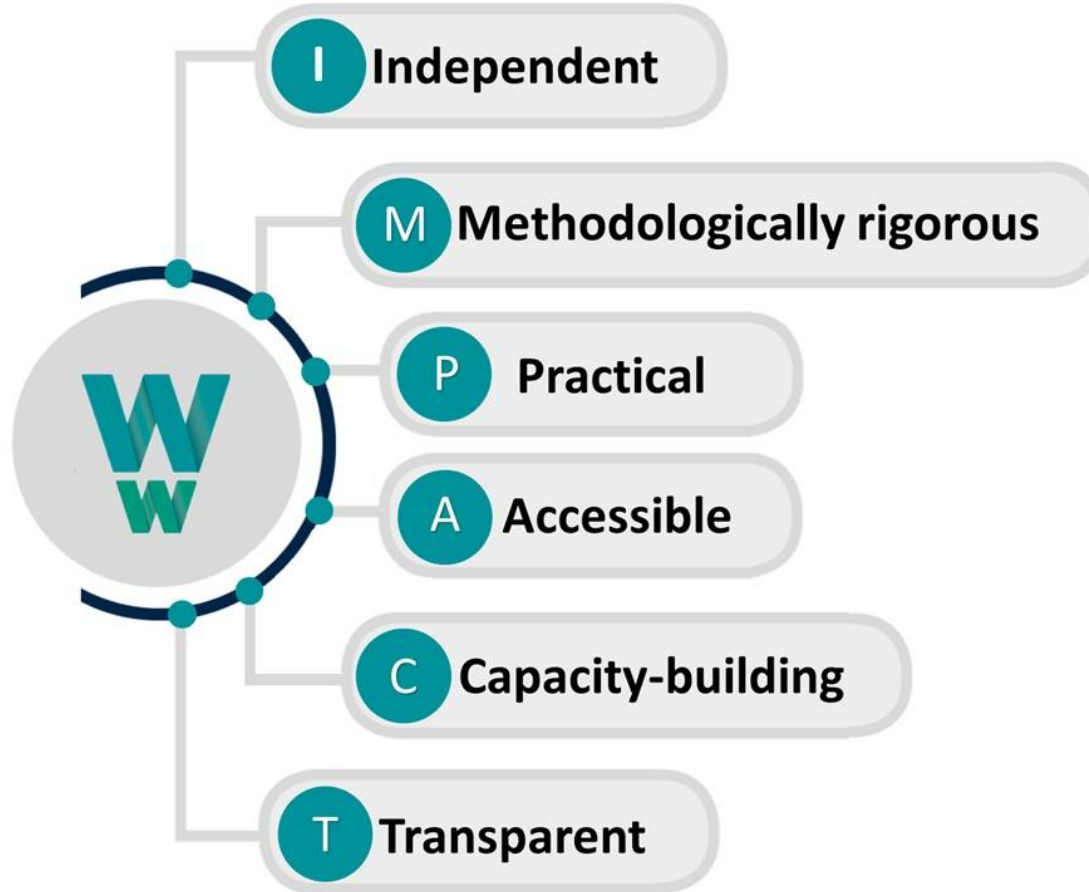 I Independent
M Methodologically rigorous
P Practical
W
W
A Accessible
C Capacity-building
T Transparent